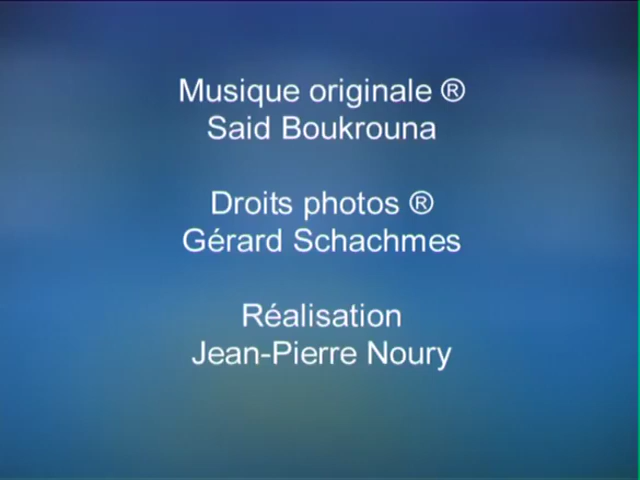 Musique originale ®
Said Boukrouna
Droits photos ®
Gérard Schachmes
Réalisation
Jean-Pierre Noury